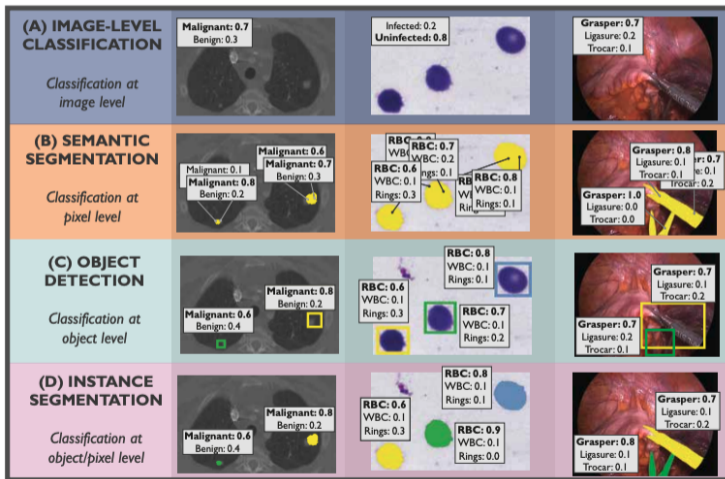 (A) IMAGE-LEVEL
CLASSIFICATION
Classification at
image level
Malignant: 0.7
Benign: 0.3
Infected: 0.2
Uninfected: 0.8
Grasper: 0.7
Ligasure: 0.2
Trocar: 0.1
(B) SEMANTIC
SEGMENTATION
Classification at
pixel level
Malignant: 0.6
Malignant: 0.7
Benign: 0.3
Malignant: 0.1
Malignant: 0.8
Benign: 0.2
RBC: 0.7
WBC: 0.2
Rings: 0.1
RBC: 0.6
WBC: 0.1
Rings: 0.3
RBC: 0.8
WBC: 0.1
Rings: 0.1
Grasper: 0.8
Ligasure: 0.1
Trocar: 0.1
Grasper: 1.0
Ligasure: 0.0
Trocar: 0.0
(C) OBJECT
DETECTION
Classification at
object level
Malignant: 0.8
Benign: 0.2
Malignant: 0.6
Benign: 0.4
RBC: 0.8
WBC: 0.1
Rings: 0.1
RBC: 0.6
WBC: 0.1
Rings: 0.3
RBC: 0.7
WBC: 0.1
Rings: 0.2
Grasper: 0.7
Ligasure: 0.1
Trocar: 0.2
Grasper: 0.7
Ligasure: 0.2
Trocar: 0.1
(D) INSTANCE
SEGMENTATION
Classification at
object/pixel level
Malignant: 0.8
Benign: 0.2
Malignant: 0.6
Benign: 0.4
RBC: 0.8
WBC: 0.1
Rings: 0.1
RBC: 0.6
WBC: 0.1
Rings: 0.3
RBC: 0.9
WBC: 0.1
Rings: 0.0
Grasper: 0.7
Ligasure: 0.1
Trocar: 0.2
Grasper: 0.8
Ligasure: 0.1
Trocar: 0.1